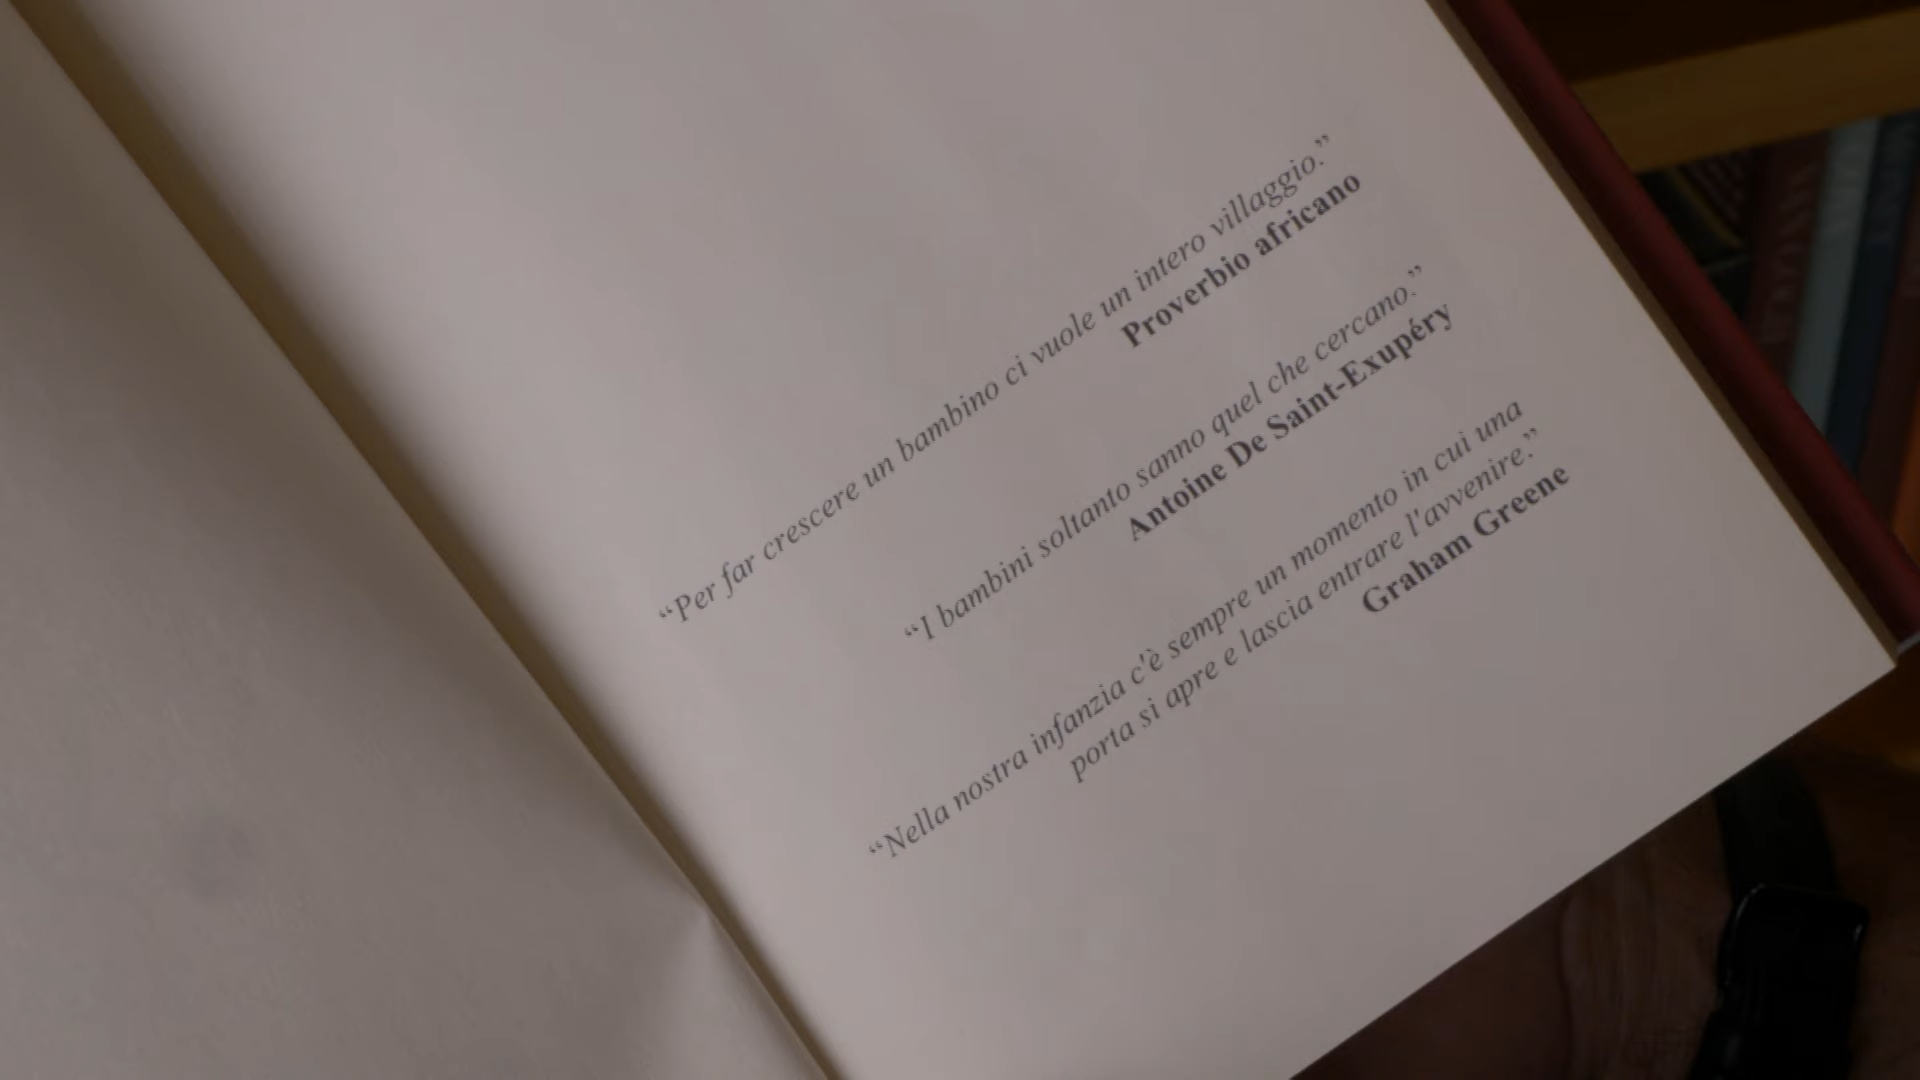 “Per far crescere un bambino ci vuole un intero villaggio.”
Proverbio africano
“I bambini soltanto sanno quel che cercano.”
Antoine De Saint-Exupéry
“Nella nostra infanzia c'è sempre un momento in cui una
porta si apre e lascia entrare l'avvenire.”
Graham Greene